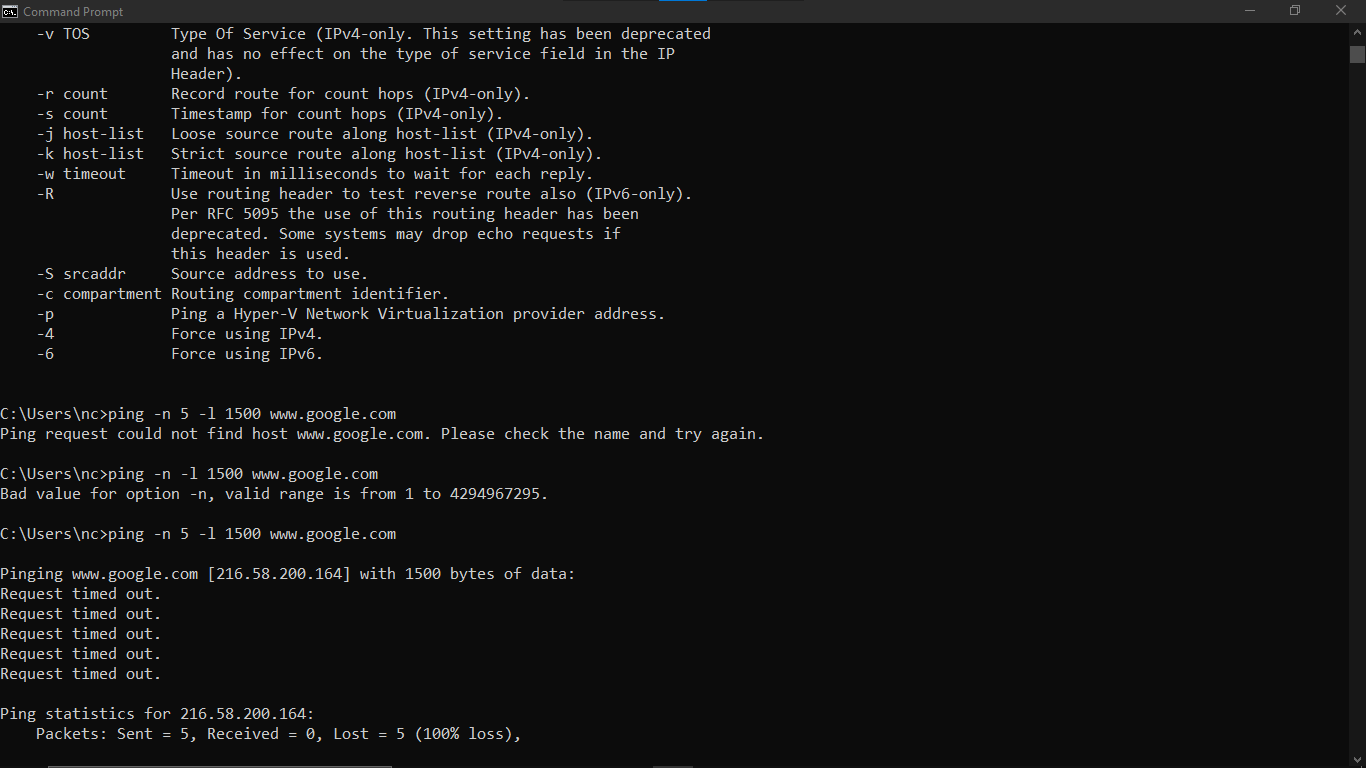 Command Prompt
-v TOS Type Of Service (IPv4-only. This setting has been deprecated
and has no effect on the type of service field in the IP
Header).
-r count Record route for count hops (IPv4-only).
-s count Timestamp for count hops (IPv4-only).
-j host-list Loose source route along host-list (IPv4-only).
-k host-list Strict source route along host-list (IPv4-only).
-w timeout Timeout in milliseconds to wait for each reply.
-R Use routing header to test reverse route also (IPv6-only).
Per RFC 5095 the use of this routing header has been
deprecated. Some systems may drop echo requests if
this header is used.
-S srcaddr Source address to use.
-c compartment Routing compartment identifier.
-p Ping a Hyper-V Network Virtualization provider address.
-4 Force using IPv4.
-6 Force using IPv6.
C:\Users\nc>ping -n 5 -l 1500 www.google.com
Ping request could not find host www.google.com. Please check the name and try again.
C:\Users\nc>ping -n -l 1500 www.google.com
Bad value for option -n, valid range is from 1 to 4294967295.
C:\Users\nc>ping -n 5 -l 1500 www.google.com
Pinging www.google.com [216.58.200.164] with 1500 bytes of data:
Request timed out.
Request timed out.
Request timed out.
Request timed out.
Request timed out.
Ping statistics for 216.58.200.164:
Packets: Sent = 5, Received = 0, Lost = 5 (100% loss),